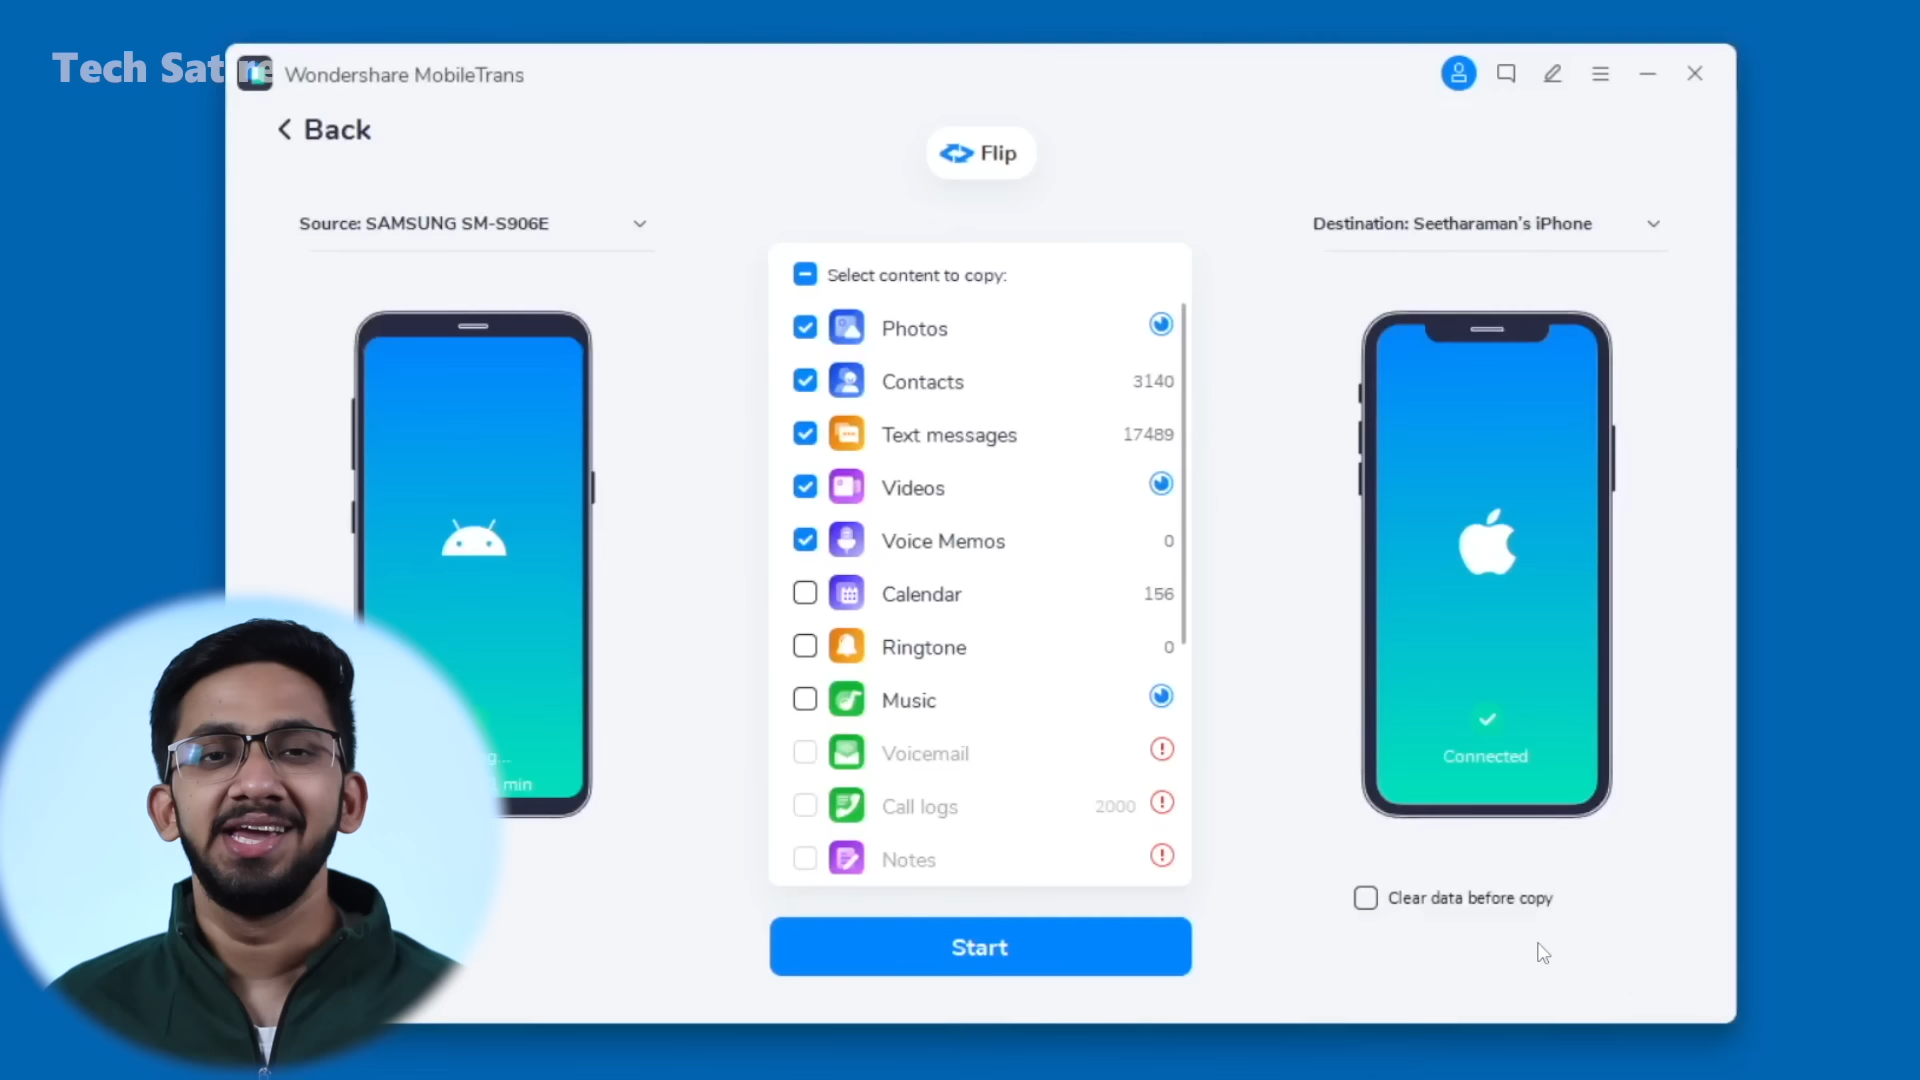 Tech Sat re
Wondershare MobileTrans
Back
Flip
Source: SAMSUNG SM-S906E
Destination: Seetharaman's iPhone
Select content to copy:
Photos
Contacts 3140
Text messages 17489
Videos
Voice Memos 0
Calendar 156
Ringtone 0
Music
Voicemail
Call logs 2000
Notes
g...
min
Connected
Clear data before copy
Start